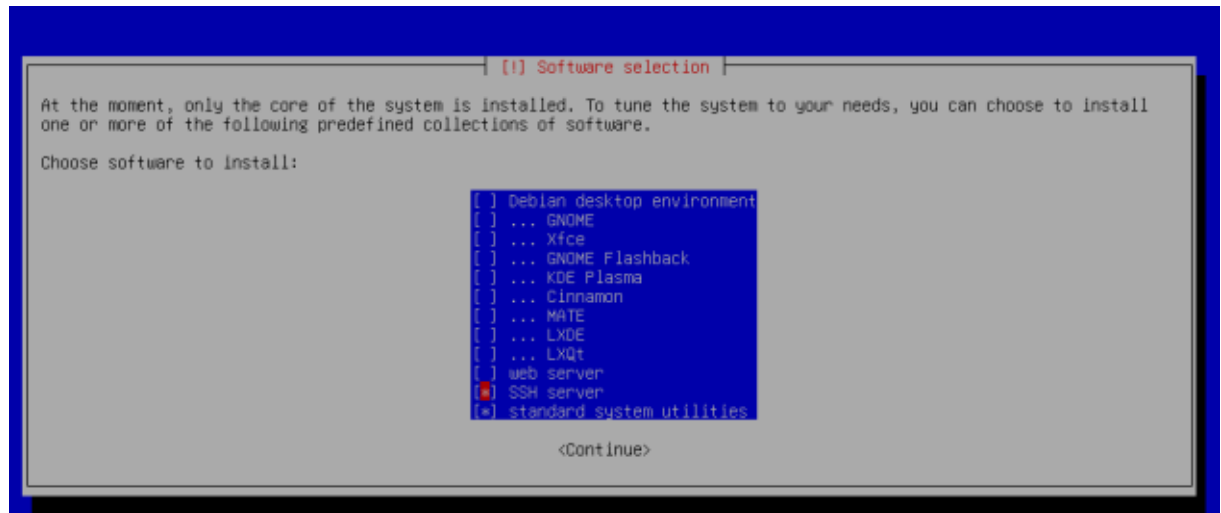 [!] Software selection
At the moment, only the core of the system is installed. To tune the system to your needs, you can choose to install
one or more of the following predefined collections of software.
Choose software to install:
[ ] Debian desktop environment
[ ] ... GNOME
[ ] ... Xfce
[ ] ... GNOME Flashback
[ ] ... KDE Plasma
[ ] ... Cinnamon
[ ] ... MATE
[ ] ... LXDE
[ ] ... LXQt
[ ] web server
[*] SSH server
[*] standard system utilities
<Continue>